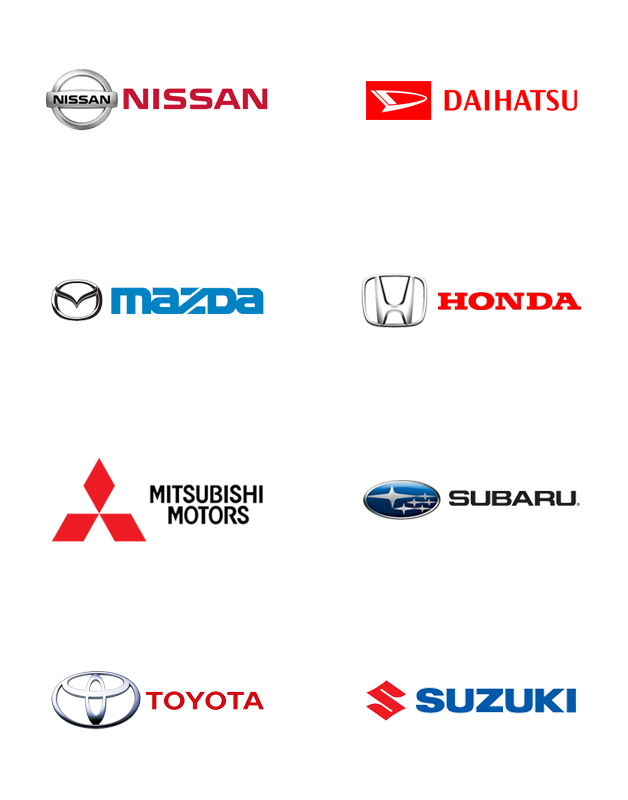 NISSAN NISSAN
DAIHATSU
mazDa
HONDA
MITSUBISHI
MOTORS
SUBARU®
TOYOTA
SUZUKI